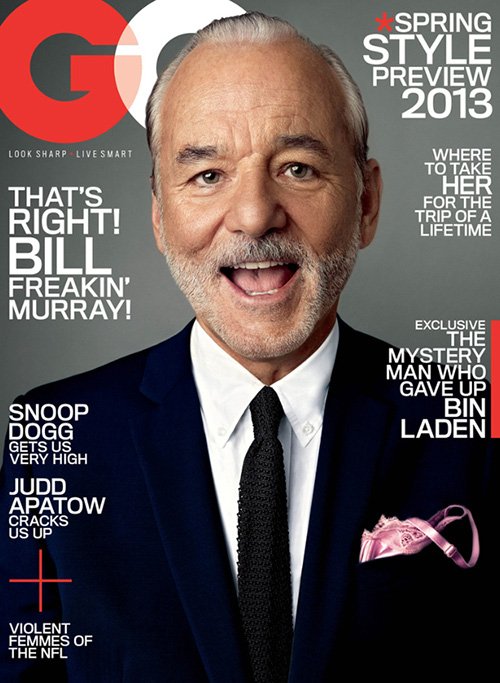 GQ
LOOK SHARP + LIVE SMART
*SPRING
STYLE
PREVIEW
2013
WHERE
TO TAKE
HER
FOR THE
TRIP OF A
LIFETIME
THAT'S
RIGHT!
BILL
FREAKIN'
MURRAY!
EXCLUSIVE
THE
MYSTERY
MAN WHO
GAVE UP
BIN
LADEN
SNOOP
DOGG
GETS US
VERY HIGH
JUDD
APATOW
CRACKS
US UP
+
VIOLENT
FEMMES OF
THE NFL